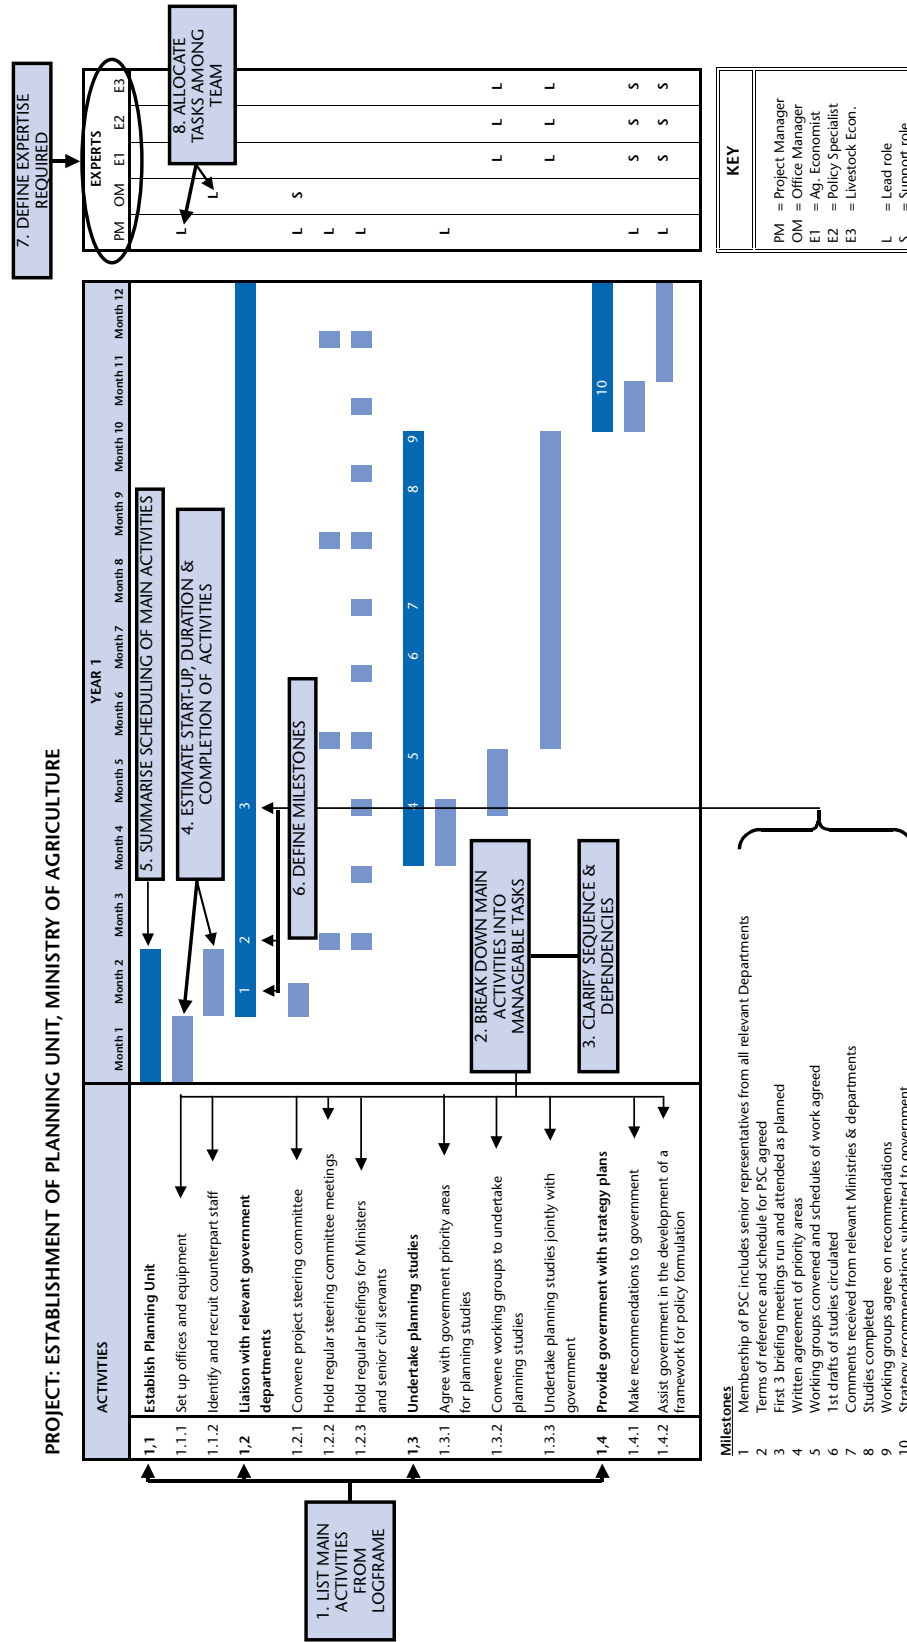 PROJECT: ESTABLISHMENT OF PLANNING UNIT, MINISTRY OF AGRICULTURE
7. DEFINE EXPERTISE
REQUIRED
ACTIVITIES
YEAR 1
EXPERTS
Month 1 Month 2 Month 3 Month 4 Month 5 Month 6 Month 7 Month 8 Month 9 Month 10 Month 11 Month 12
PM OM E1 E2 E3
8. ALLOCATE
TASKS AMONG
TEAM
1. LIST MAIN
ACTIVITIES
FROM
LOGFRAME
5. SUMMARISE SCHEDULING OF MAIN ACTIVITIES
4. ESTIMATE START-UP, DURATION &
COMPLETION OF ACTIVITIES
6. DEFINE MILESTONES
2. BREAK DOWN MAIN
ACTIVITIES INTO
MANAGEABLE TASKS
3. CLARIFY SEQUENCE &
DEPENDENCIES
1,1 Establish Planning Unit
1.1.1 Set up offices and equipment L
1.1.2 Identify and recruit counterpart staff L
1,2 Liaison with relevant government 1 2 3
departments
1.2.1 Convene project steering committee L S
1.2.2 Hold regular steering committee meetings L
1.2.3 Hold regular briefings for Ministers L
and senior civil servants
1,3 Undertake planning studies 4 5 6 7 8 9
1.3.1 Agree with government priority areas L
for planning studies
1.3.2 Convene working groups to undertake L L L
planning studies
1.3.3 Undertake planning studies jointly with L L L
government
1,4 Provide government with strategy plans 10
1.4.1 Make recommendations to government L S S S
1.4.2 Assist government in the development of a L S S S
framework for policy formulation
Milestones
1 Membership of PSC includes senior representatives from all relevant Departments
2 Terms of reference and schedule for PSC agreed
3 First 3 briefing meetings run and attended as planned
4 Written agreement of priority areas
5 Working groups convened and schedules of work agreed
6 1st drafts of studies circulated
7 Comments received from relevant Ministries & departments
8 Studies completed
9 Working groups agree on recommendations
10 Strategy recommendations submitted to government
KEY
PM = Project Manager
OM = Office Manager
E1 = Ag. Economist
E2 = Policy Specialist
E3 = Livestock Econ.
L = Lead role
S = Support role